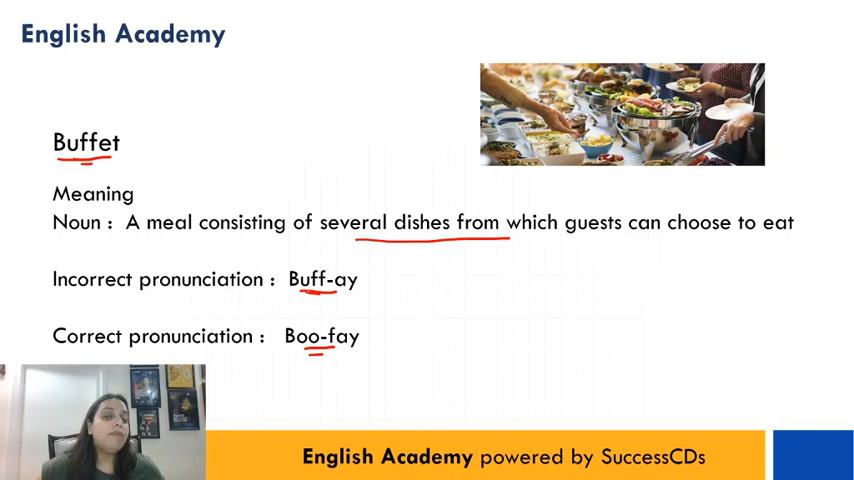 English Academy
Buffet
Meaning
Noun : A meal consisting of several dishes from which guests can choose to eat
Incorrect pronunciation : Buff-ay
Correct pronunciation : Boo-fay
English Academy powered by SuccessCDs